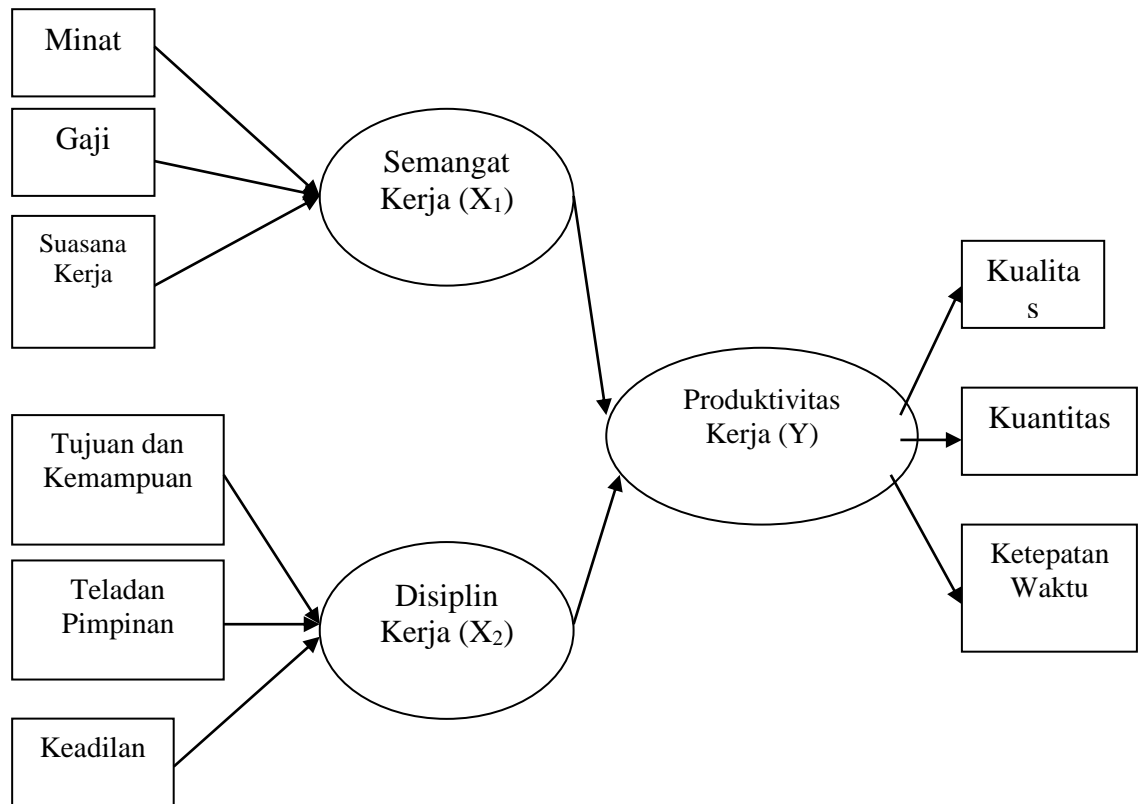 Minat
Gaji
Suasana
Kerja
Semangat
Kerja (X₁)
Tujuan dan
Kemampuan
Teladan
Pimpinan
Keadilan
Disiplin
Kerja (X₂)
Produktivitas
Kerja (Y)
Kualita
s
Kuantitas
Ketepatan
Waktu